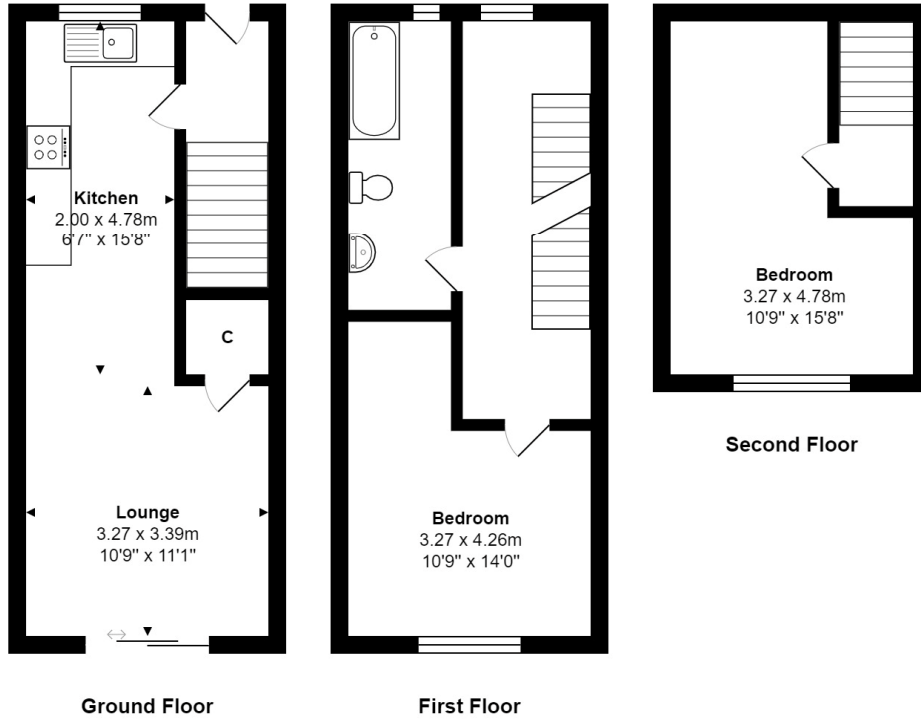 Kitchen
2.00 x 4.78m
6'7" x 15'8"
C
Lounge
3.27 x 3.39m
10'9" x 11'1"
Ground Floor
Bedroom
3.27 x 4.26m
10'9" x 14'0"
First Floor
Bedroom
3.27 x 4.78m
10'9" x 15'8"
Second Floor